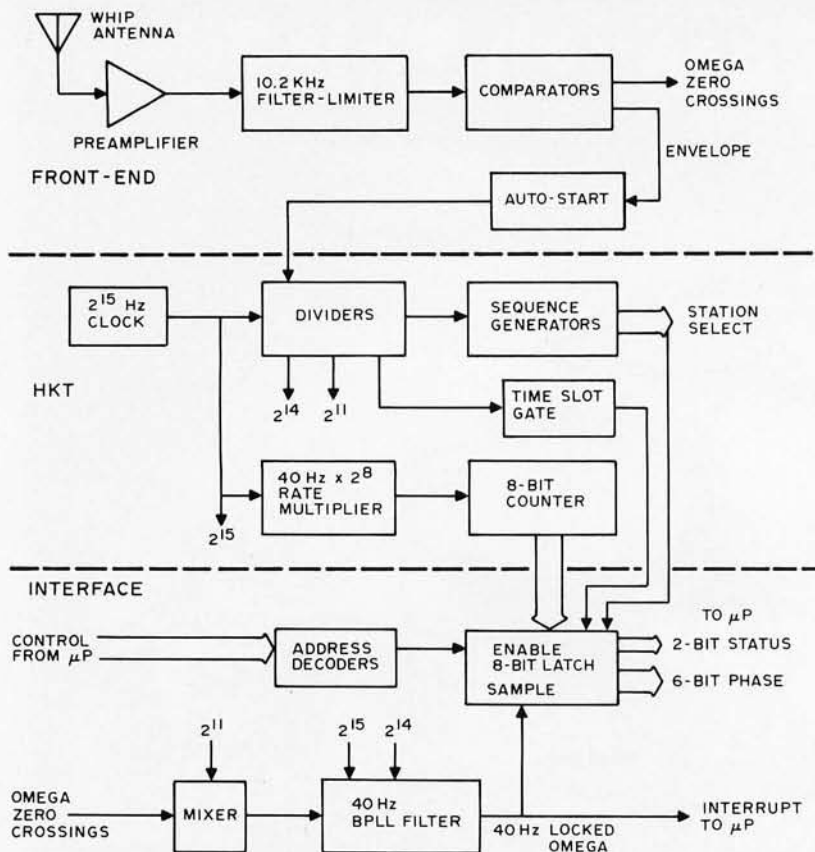 WHIP
ANTENNA
PREAMPLIFIER
10.2 KHz
FILTER-LIMITER
COMPARATORS
OMEGA
ZERO
CROSSINGS
ENVELOPE
FRONT-END
AUTO-START
2¹⁵ Hz
CLOCK
DIVIDERS
SEQUENCE
GENERATORS
STATION
SELECT
HKT
2¹⁴
2¹¹
TIME SLOT
GATE
40 Hz x 2⁸
RATE
MULTIPLIER
8-BIT
COUNTER
2¹⁵
INTERFACE
CONTROL
FROM μP
ADDRESS
DECODERS
ENABLE
8-BIT LATCH
SAMPLE
TO μP
2-BIT STATUS
6-BIT PHASE
2¹¹
2¹⁵
2¹⁴
OMEGA
ZERO
CROSSINGS
MIXER
40 Hz
BPLL FILTER
40 Hz LOCKED
OMEGA
INTERRUPT
TO μP